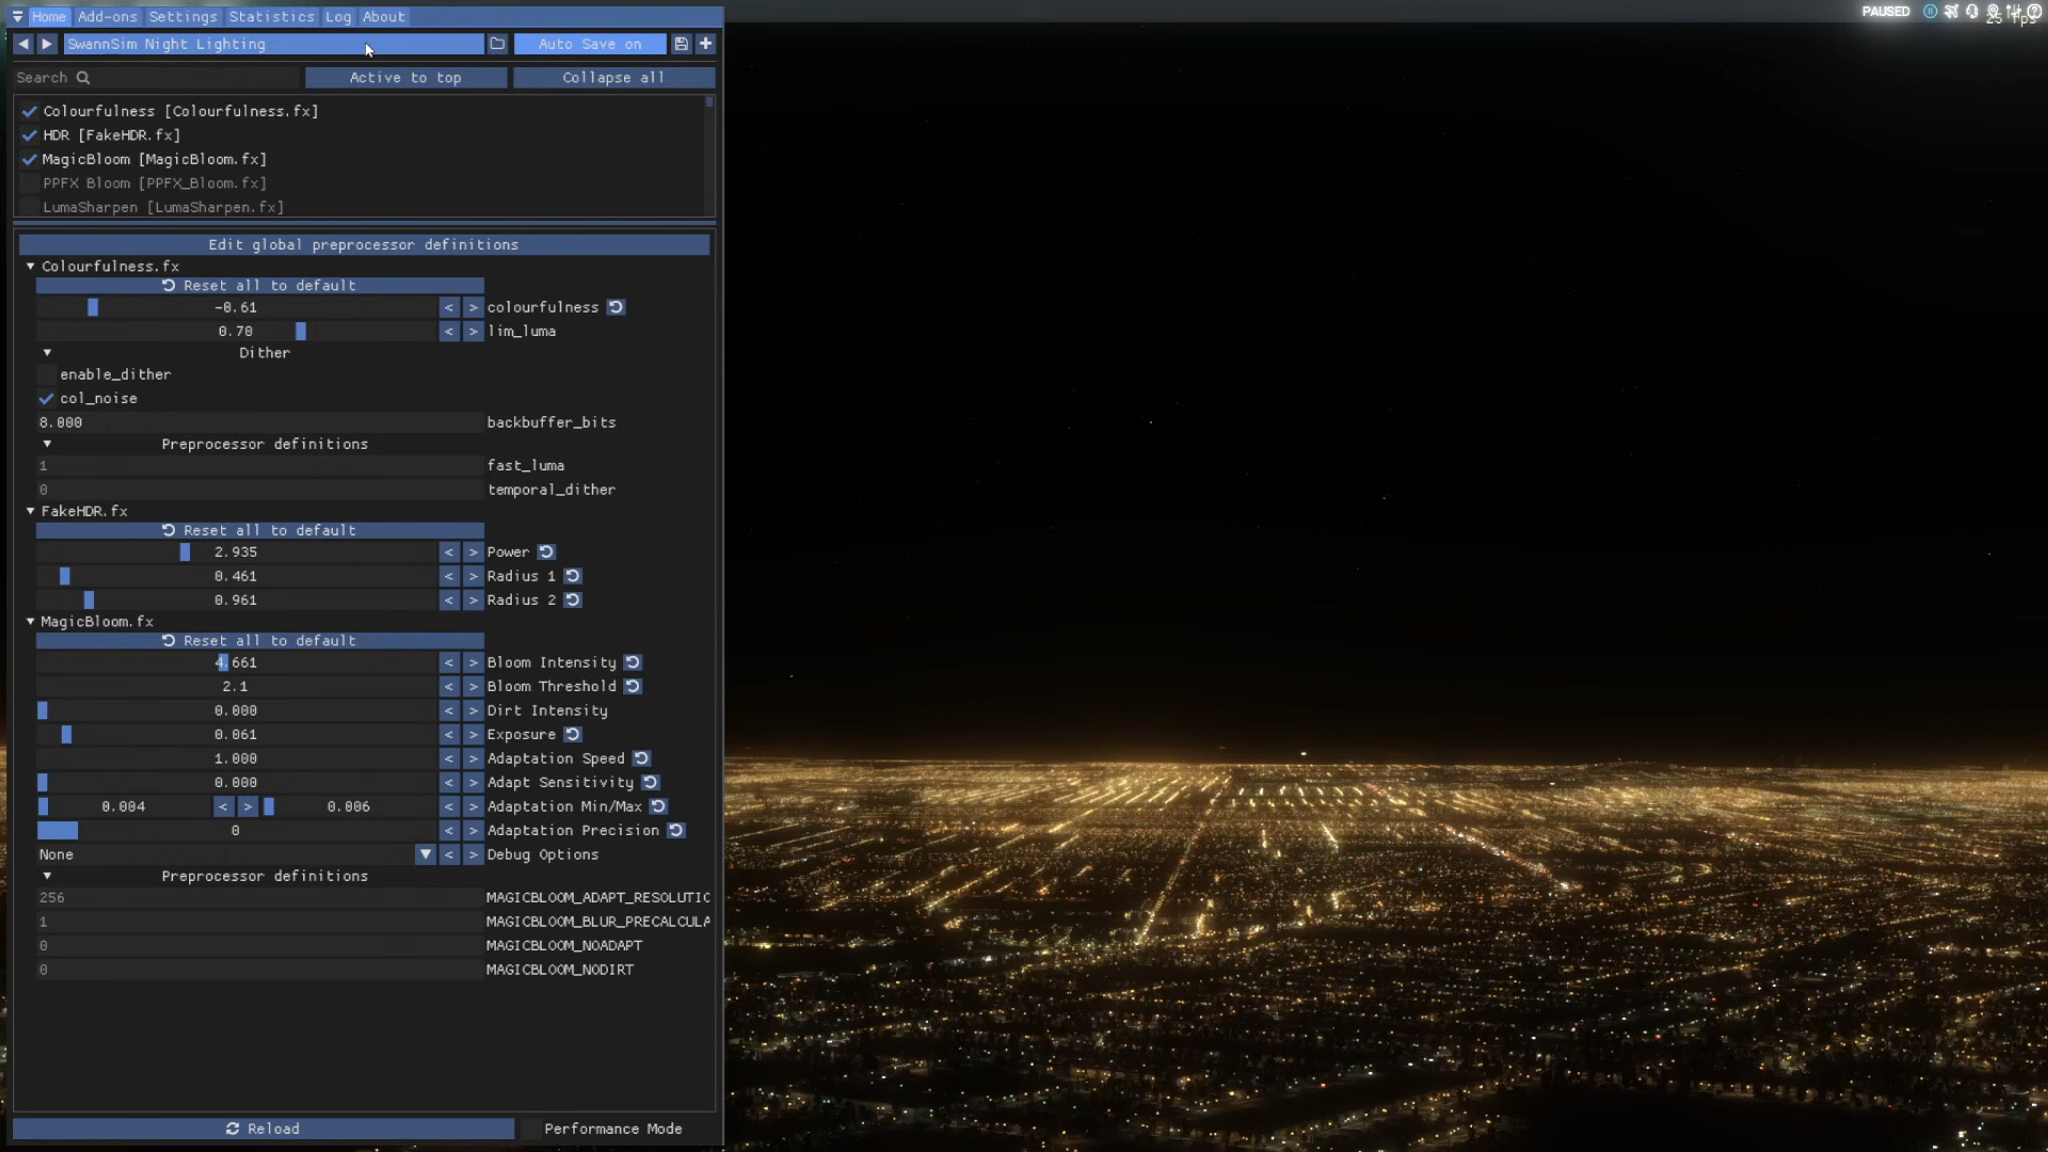 Home Add-ons Settings Statistics Log About
PAUSED
25 fps
SwannSim Night Lighting Auto Save on
Search Active to top Collapse all
Colourfulness [Colourfulness.fx]
HDR [FakeHDR.fx]
MagicBloom [MagicBloom.fx]
PPFX Bloom [PPFX_Bloom.fx]
LumaSharpen [LumaSharpen.fx]
Edit global preprocessor definitions
Colourfulness.fx
Reset all to default
-0.61 < > colourfulness
0.70 < > lim_luma
Dither
enable_dither
col_noise
8.000 backbuffer_bits
Preprocessor definitions
1 fast_luma
0 temporal_dither
FakeHDR.fx
Reset all to default
2.935 < > Power
0.461 < > Radius 1
0.961 < > Radius 2
MagicBloom.fx
Reset all to default
4.661 < > Bloom Intensity
2.1 < > Bloom Threshold
0.000 < > Dirt Intensity
0.061 < > Exposure
1.000 < > Adaptation Speed
0.000 < > Adapt Sensitivity
0.004 < > 0.006 < > Adaptation Min/Max
0 < > Adaptation Precision
None < > Debug Options
Preprocessor definitions
256 MAGICBLOOM_ADAPT_RESOLUTIO
1 MAGICBLOOM_BLUR_PRECALCULA
0 MAGICBLOOM_NOADAPT
0 MAGICBLOOM_NODIRT
Reload Performance Mode